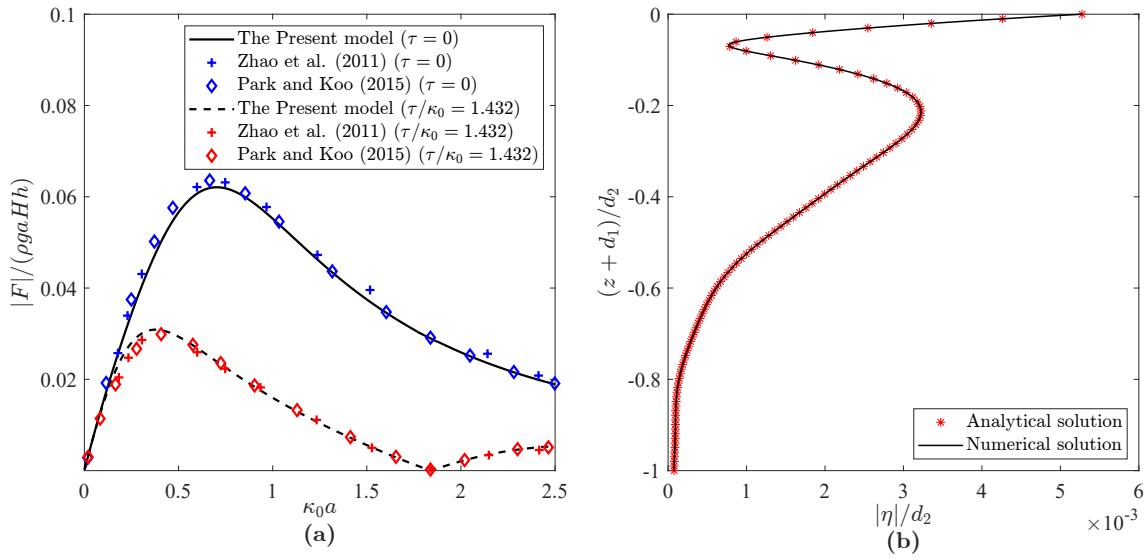 0.1
0.08
0.06
0.04
0.02
0
0.5
1
1.5
2
2.5
|F|/(ρgaHh)
κ₀a
(a)
The Present model (τ = 0)
Zhao et al. (2011) (τ = 0)
Park and Koo (2015) (τ = 0)
The Present model (τ/κ₀ = 1.432)
Zhao et al. (2011) (τ/κ₀ = 1.432)
Park and Koo (2015) (τ/κ₀ = 1.432)
0
-0.2
-0.4
-0.6
-0.8
-1
0
1
2
3
4
5
6
×10⁻³
(z + d₁)/d₂
|η|/d₂
(b)
Analytical solution
Numerical solution